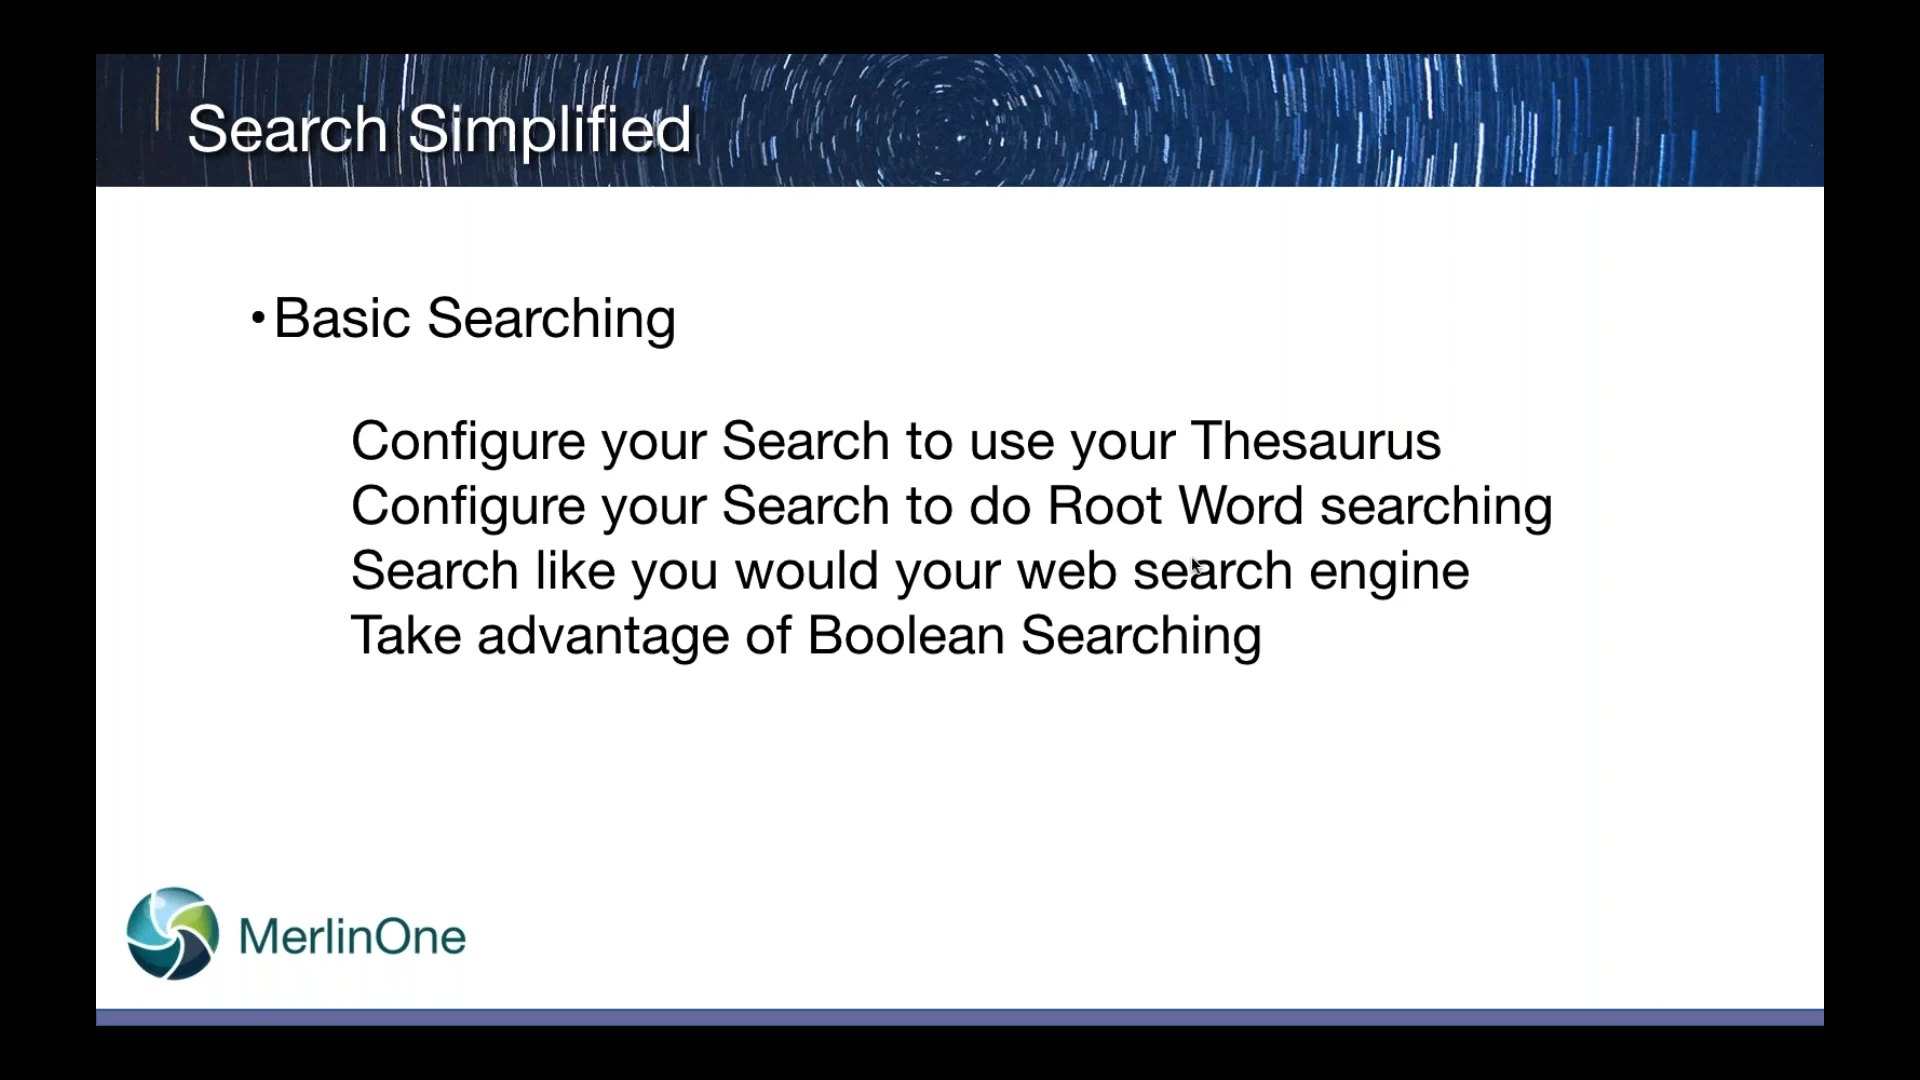 Search Simplified
•Basic Searching
Configure your Search to use your Thesaurus
Configure your Search to do Root Word searching
Search like you would your web search engine
Take advantage of Boolean Searching
MerlinOne